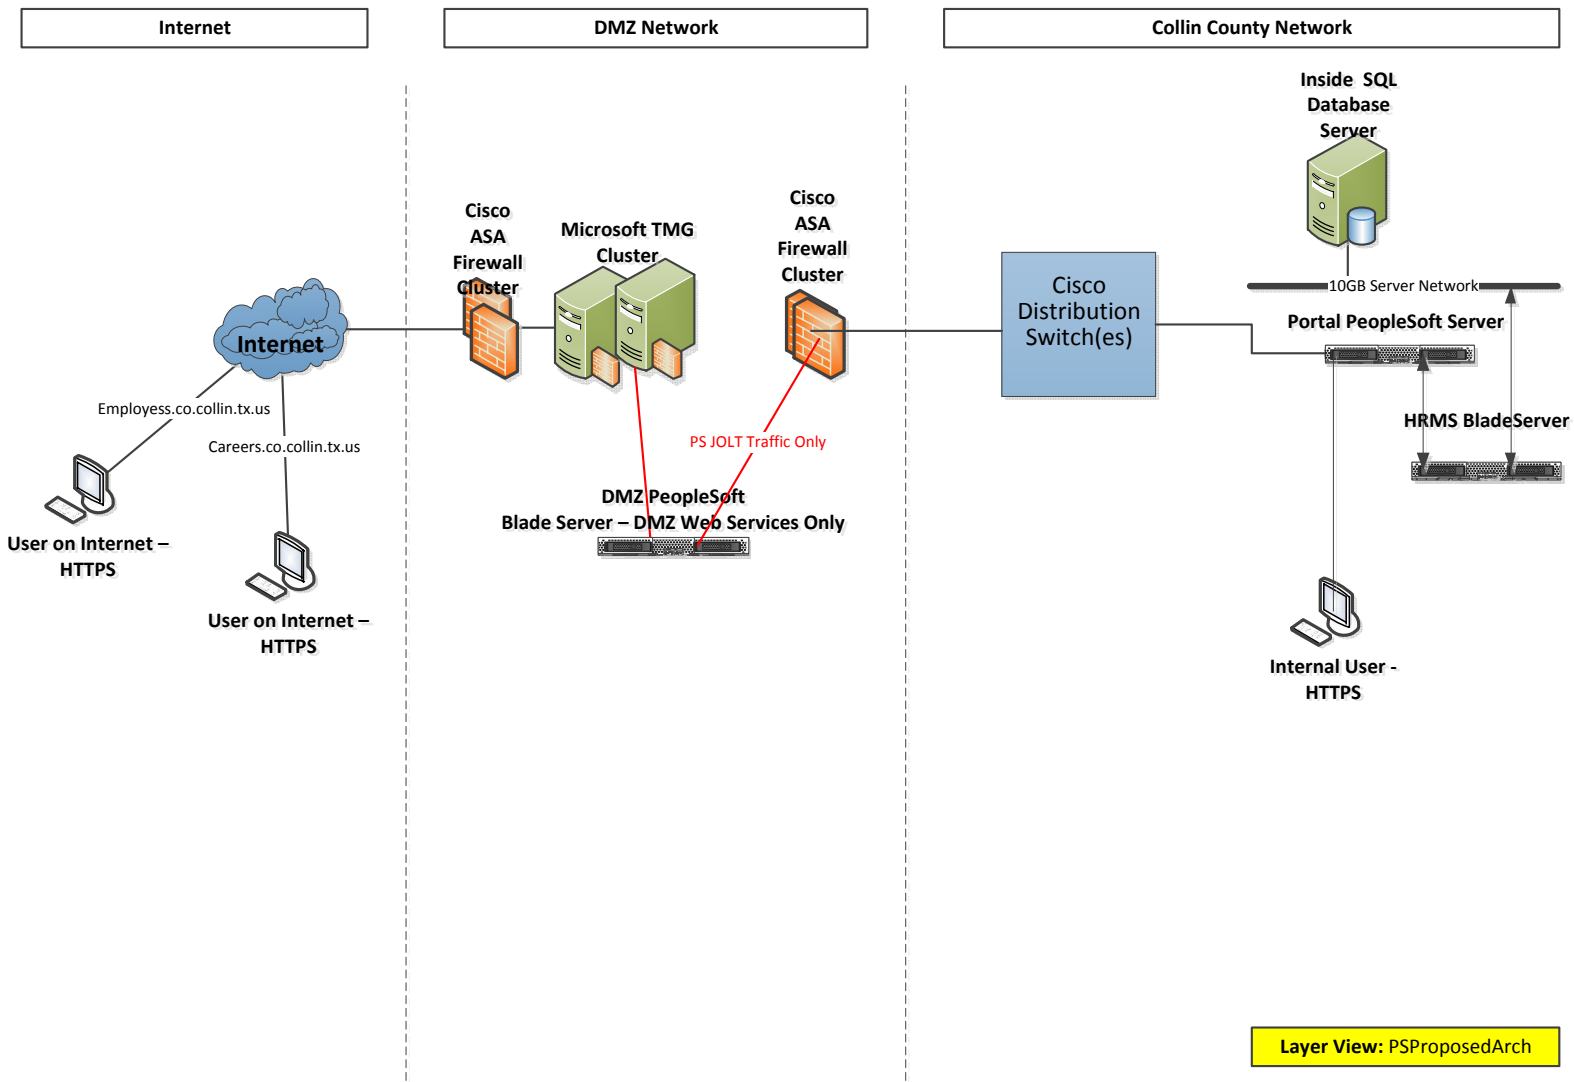 Internet
DMZ Network
Collin County Network
Inside SQL
Database
Server
Cisco
ASA
Firewall
Cluster
Microsoft TMG
Cluster
Cisco
ASA
Firewall
Cluster
Cisco
Distribution
Switch(es)
10GB Server Network
Portal PeopleSoft Server
Internet
Employess.co.collin.tx.us
Careers.co.collin.tx.us
PS JOLT Traffic Only
HRMS BladeServer
DMZ PeopleSoft
Blade Server – DMZ Web Services Only
User on Internet –
HTTPS
User on Internet –
HTTPS
Internal User -
HTTPS
Layer View: PSProposedArch